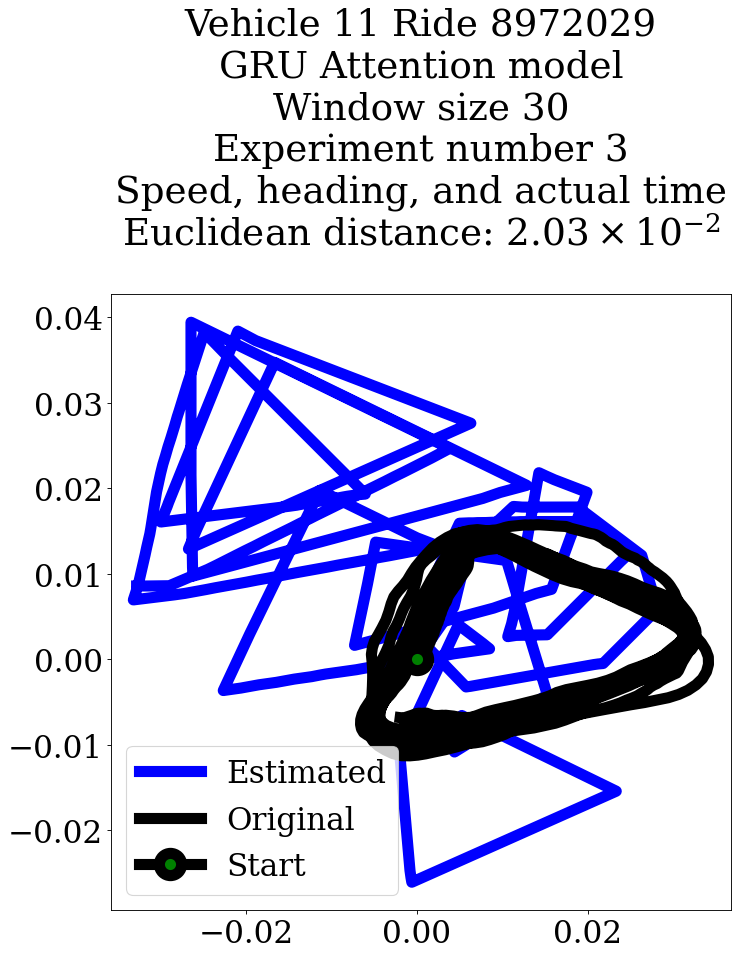 Vehicle 11 Ride 8972029
GRU Attention model
Window size 30
Experiment number 3
Speed, heading, and actual time
Euclidean distance: 2.03 × 10⁻²
0.04
0.03
0.02
0.01
0.00
−0.01
−0.02
Estimated
Original
Start
−0.02
0.00
0.02